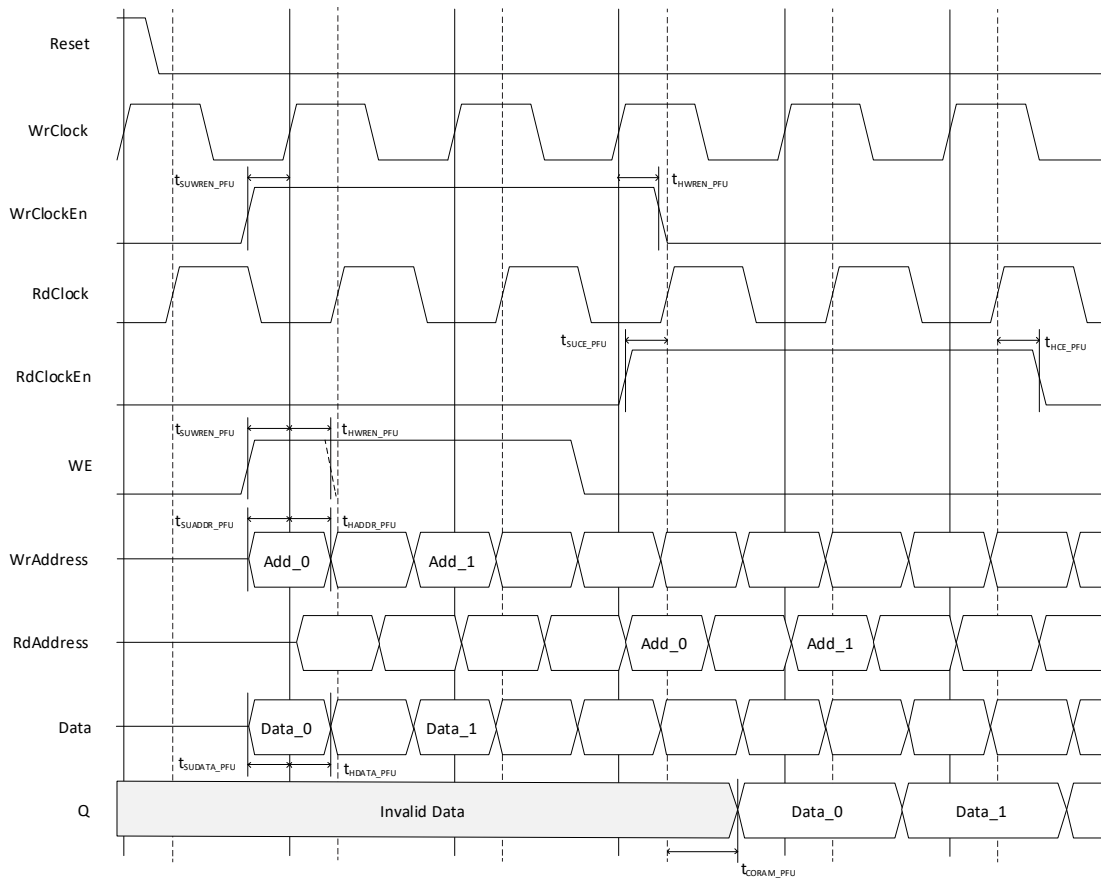 Reset
WrClock
tSUWREN_PFU
tHWREN_PFU
WrClockEn
RdClock
tSUCE_PFU
tHCE_PFU
RdClockEn
tSUWREN_PFU
tHWREN_PFU
WE
tSUADDR_PFU
tHADDR_PFU
WrAddress
Add_0
Add_1
RdAddress
Add_0
Add_1
Data
Data_0
Data_1
tSUDATA_PFU
tHDATA_PFU
Q
Invalid Data
Data_0
Data_1
tCORAM_PFU